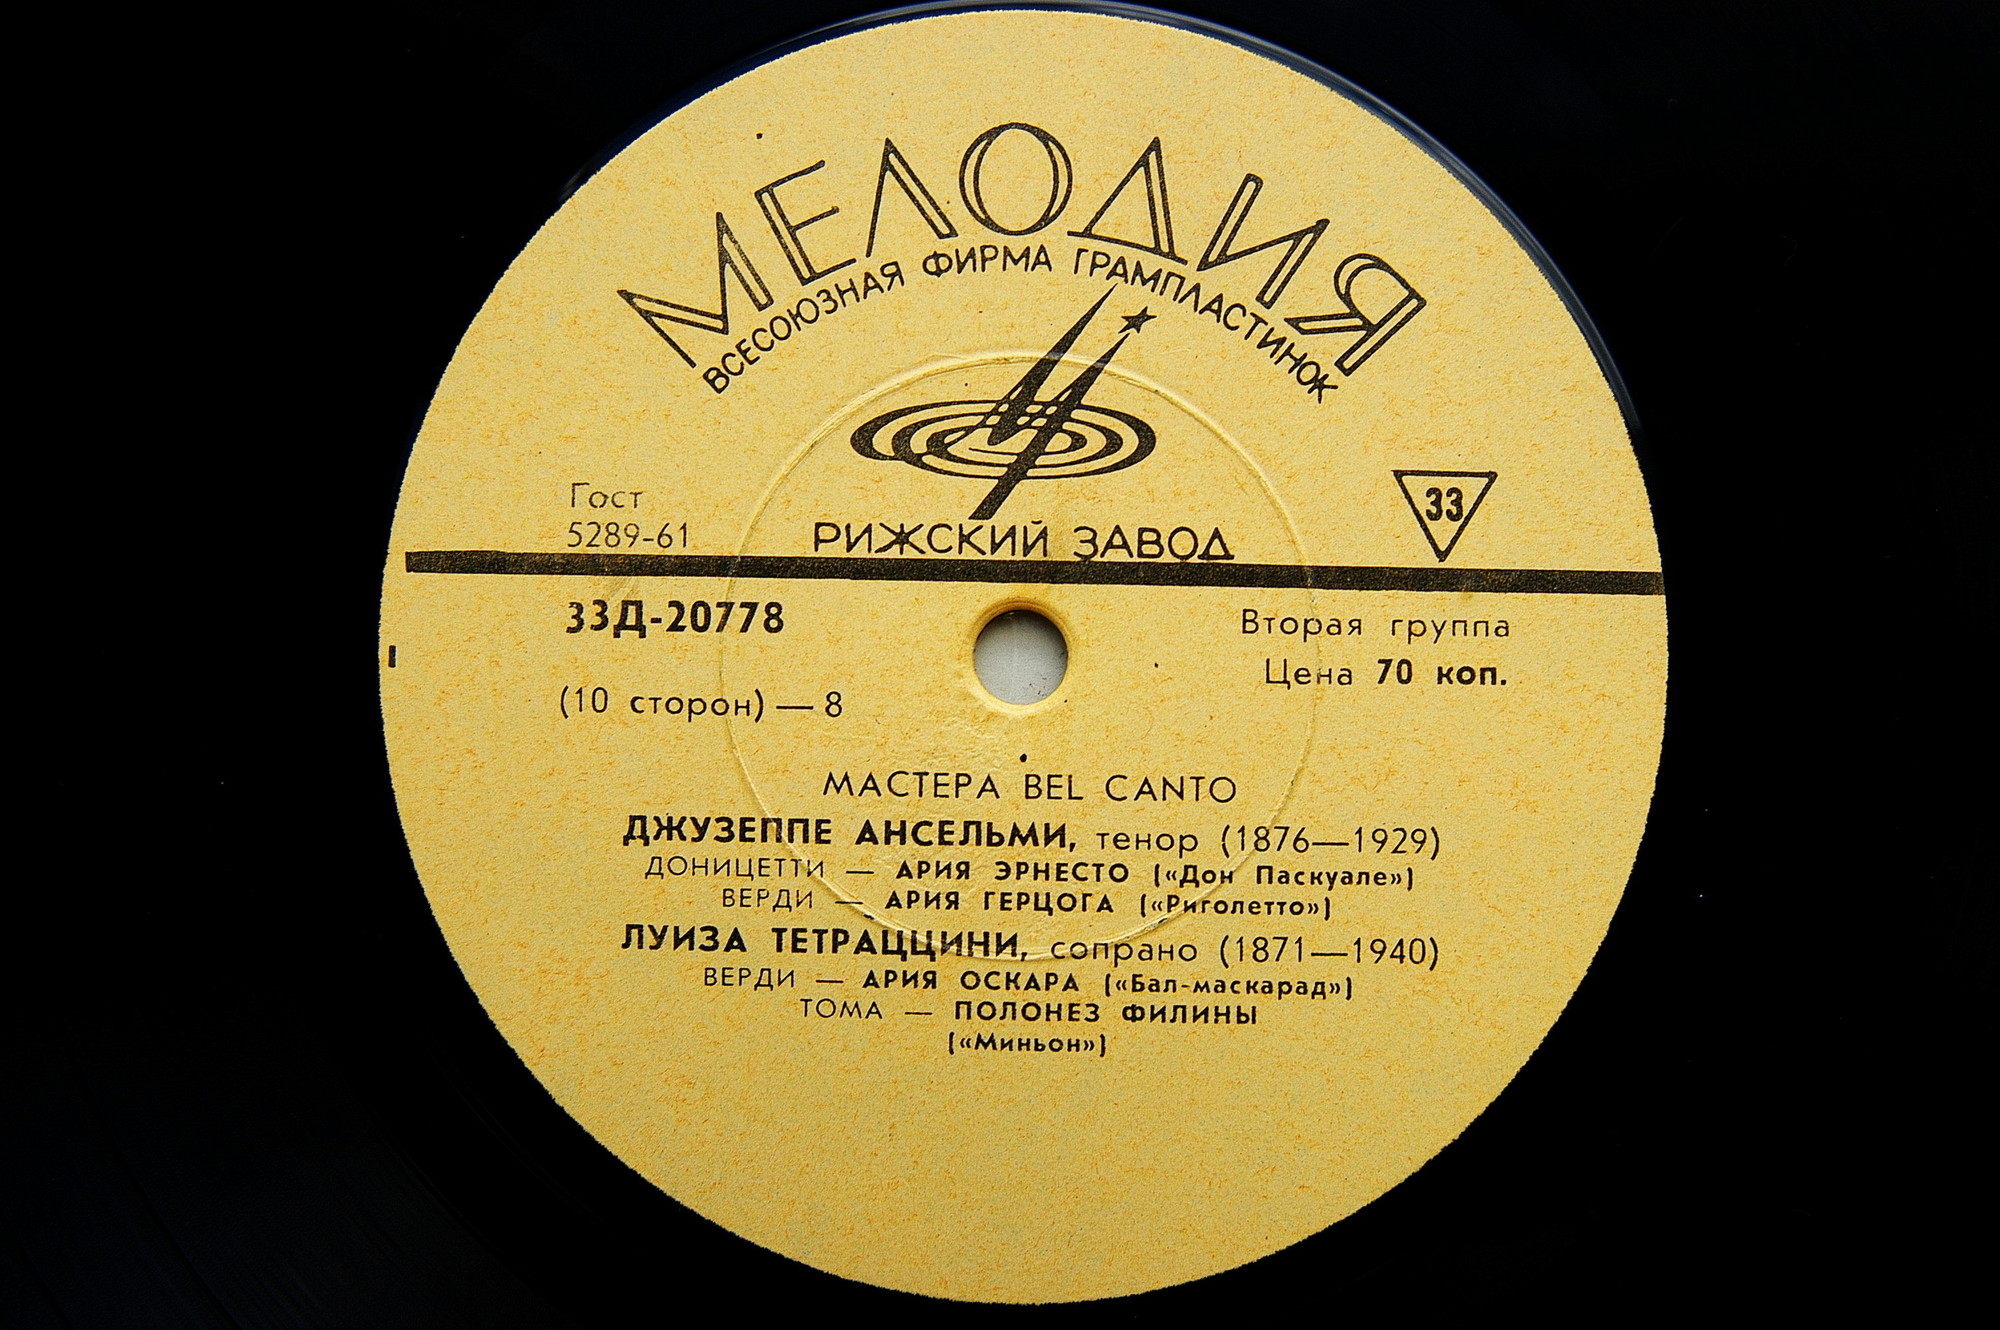 МЕЛОДИЯ
ВСЕСОЮЗНАЯ ФИРМА ГРАМПЛАСТИНОК
Гост
5289-61
РИЖСКИЙ ЗАВОД
33
33Д-20778
Вторая группа
Цена 70 коп.
(10 сторон) — 8
МАСТЕРА BEL CANTO
ДЖУЗЕППЕ АНСЕЛЬМИ, тенор (1876—1929)
ДОНИЦЕТТИ — АРИЯ ЭРНЕСТО («Дон Паскуале»)
ВЕРДИ — АРИЯ ГЕРЦОГА («Риголетто»)
ЛУИЗА ТЕТРАЦЦИНИ, сопрано (1871—1940)
ВЕРДИ — АРИЯ ОСКАРА («Бал-маскарад»)
ТОМА — ПОЛОНЕЗ ФИЛИНЫ
(«Миньон»)